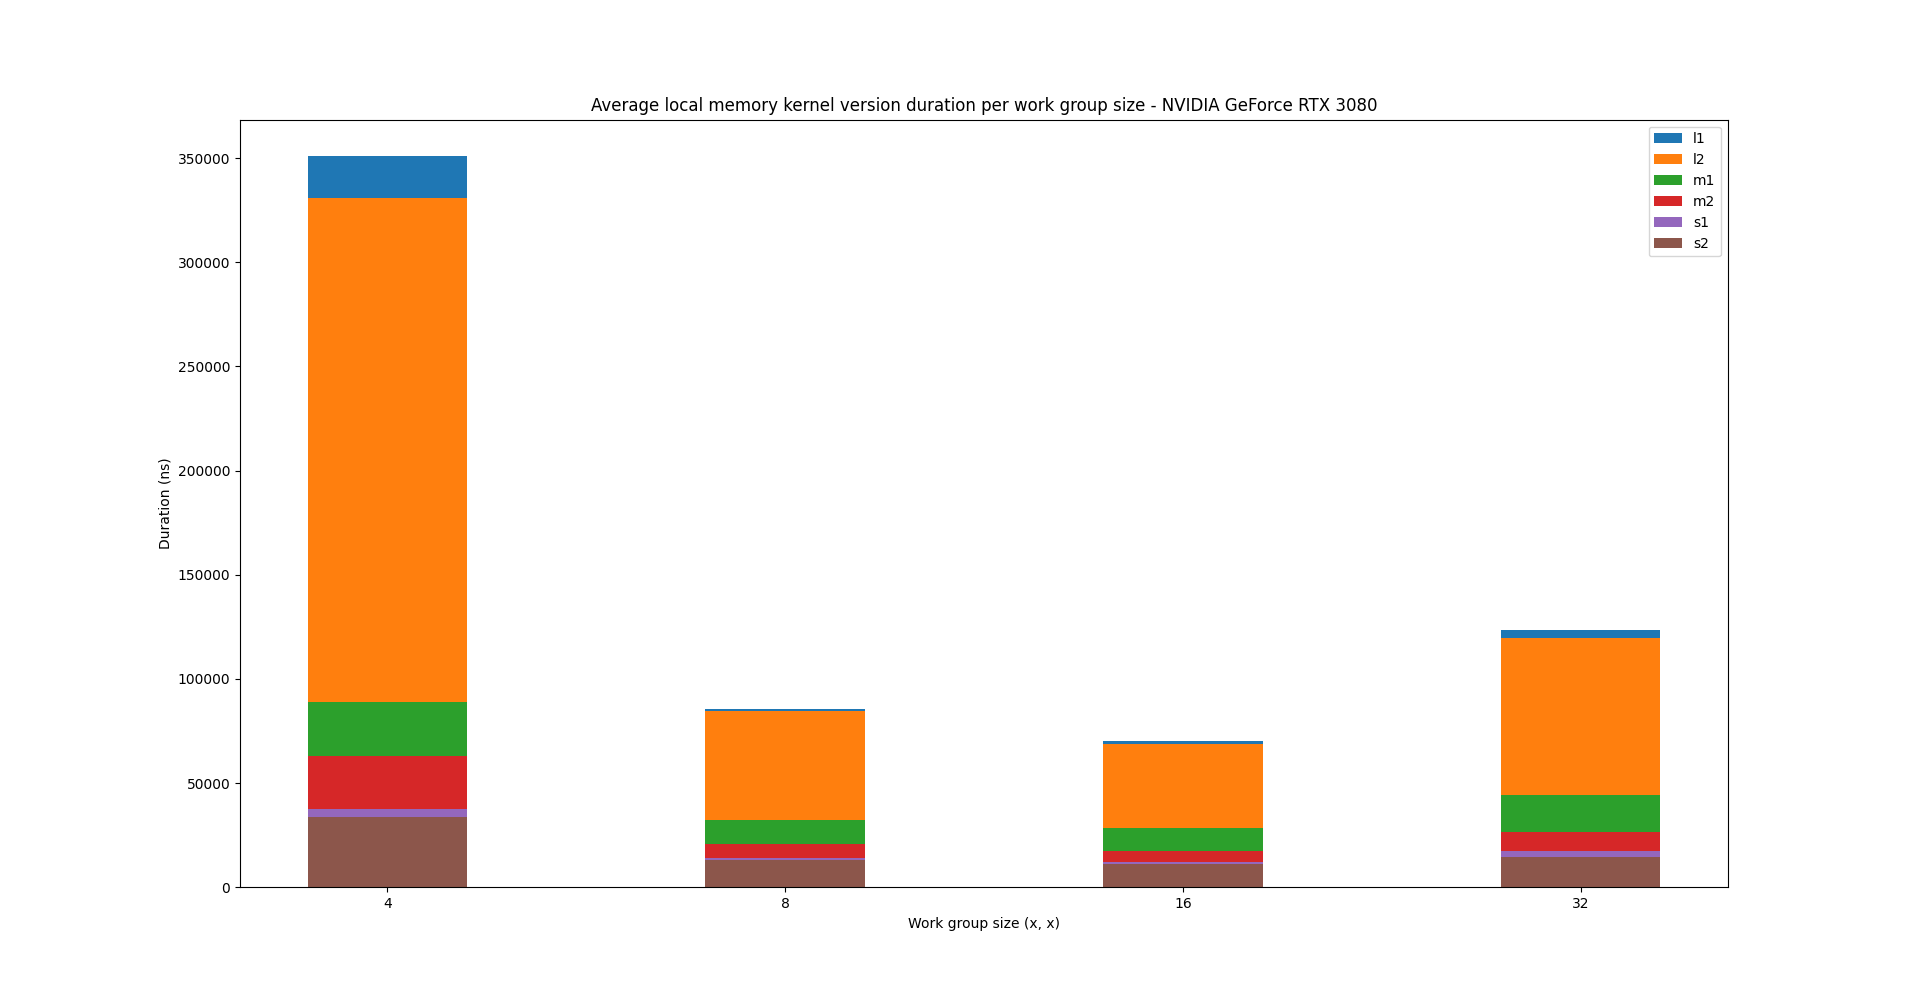 Average local memory kernel version duration per work group size - NVIDIA GeForce RTX 3080
l1
l2
m1
m2
s1
s2
350000
300000
250000
200000
150000
100000
50000
0
Duration (ns)
4
8
16
32
Work group size (x, x)